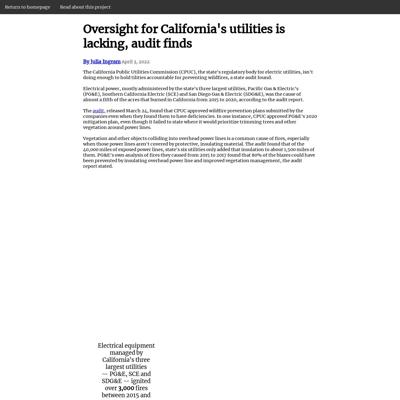 Return to homepage Read about this project
Oversight for California's utilities is
lacking, audit finds
By Julia Ingram April 3, 2022
The California Public Utilities Commission (CPUC), the state's regulatory body for electric utilities, isn't
doing enough to hold tilities accountable for preventing wildfires, a state audit found.
Electrical power, mostly administered by the state's three largest utilities, Pacific Gas & Electric's
(PG&E), Southern California Electric (SCE) and San Diego Gas & Electric (SDG&E), was the cause of
almost a fifth of the acres that burned in California from 2015 to 2020, according to the audit report.
The audit, released March 24, found that CPUC approved wildfire prevention plans submitted by the
companies even when they found them to have deficiencies. In one instance, CPUC approved PG&E's 2020
mitigation plan, even though it failed to state where it would prioritize trimming trees and other
vegetation around power lines.
Vegetation and other objects colliding into overhead power lines is a common cause of fires, especially
when those power lines aren't covered by protective, insulating material. The audit found that of the
40,000 miles of exposed power lines, state's six utilities only added that insulation to about 1,500 miles of
them. PG&E's own analysis of fires they caused from 2015 to 2017 found that 80% of the blazes could have
been prevented by insulating overhead power line and improved vegetation management, the audit
report stated.
Electrical equipment
managed by
California's three
largest utilities
— PG&E, SCE and
SDG&E — ignited
over 3,000 fires
between 2015 and